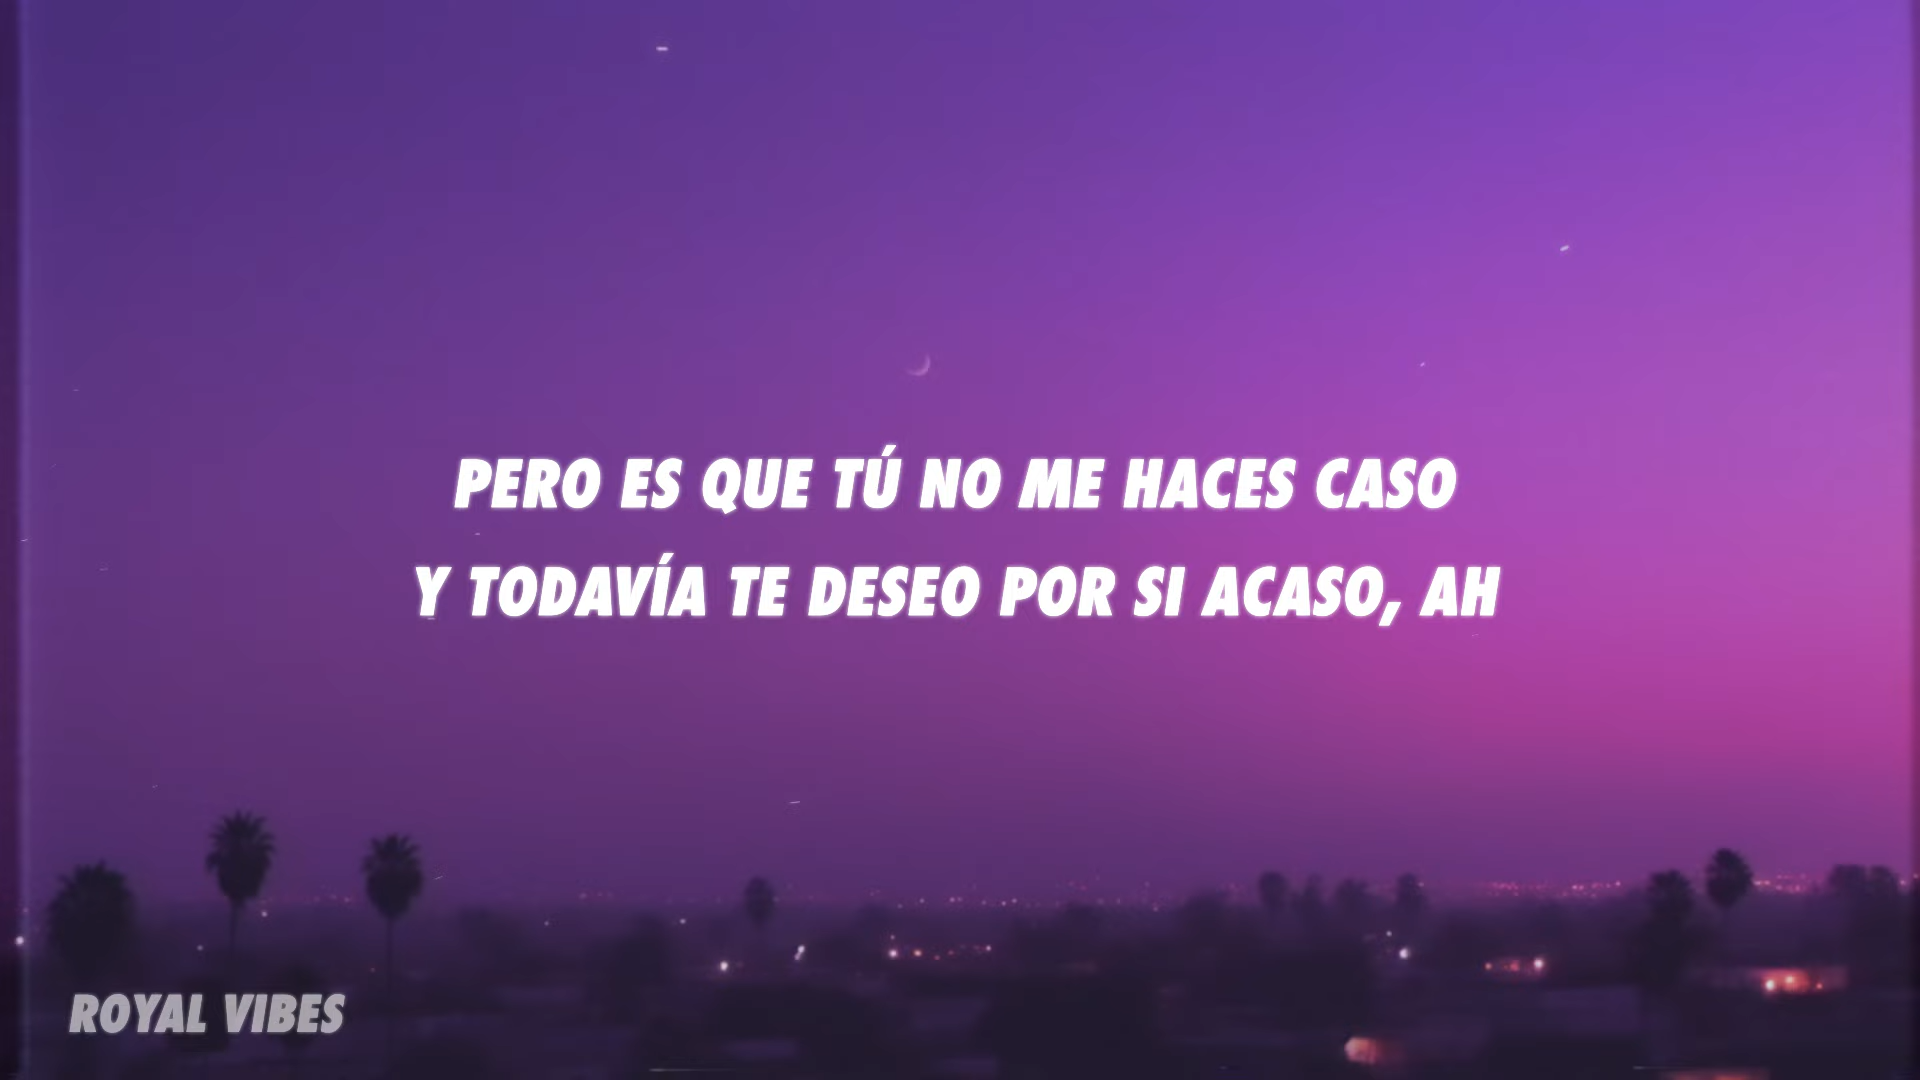 PERO ES QUE TÚ NO ME HACES CASO
Y TODAVÍA TE DESEO POR SI ACASO, AH
ROYAL VIBES